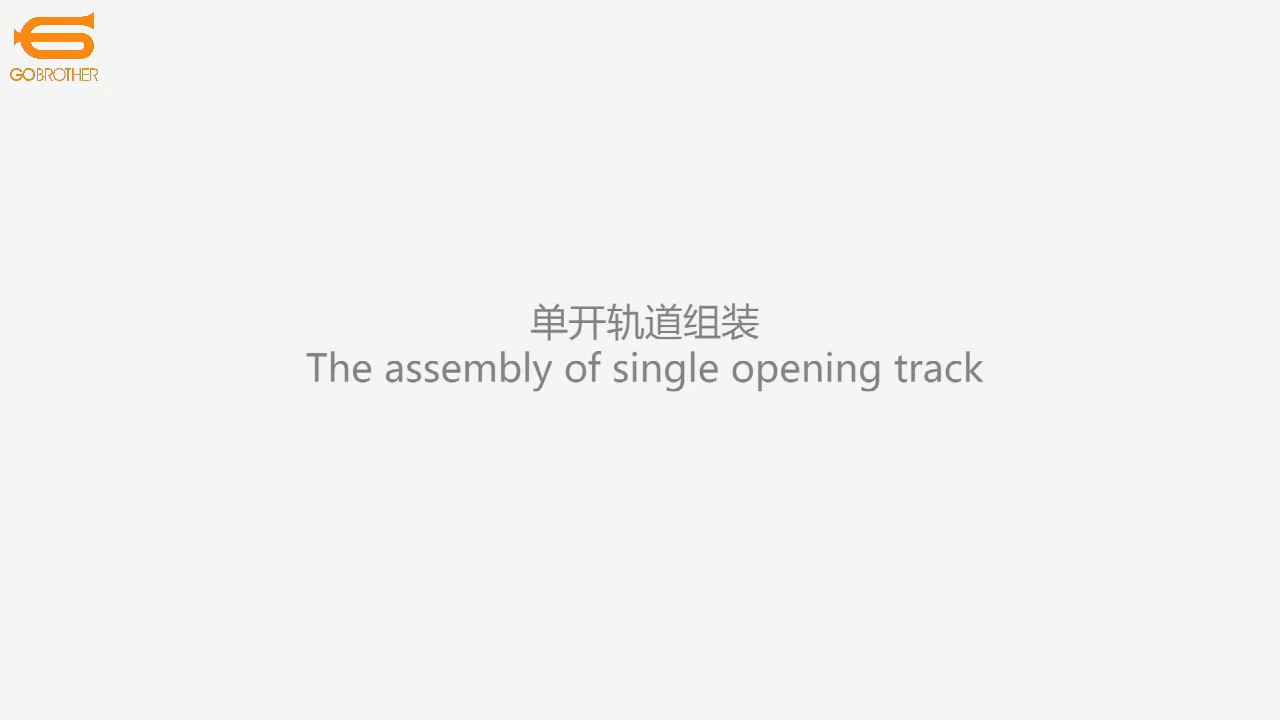 GOBROTHER
单开轨道组装
The assembly of single opening track